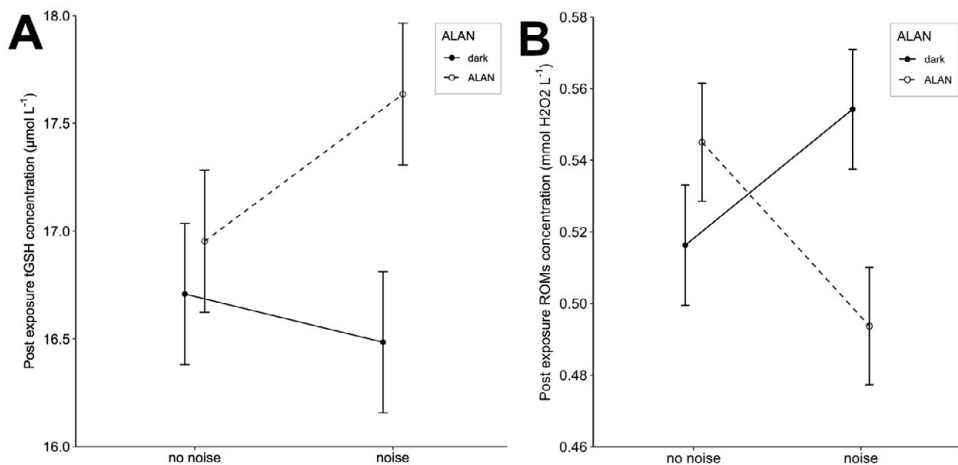 A
Post exposure tGSH concentration (µmol L⁻¹)
18.0
17.5
17.0
16.5
16.0
no noise
noise
ALAN
dark
ALAN
B
Post exposure ROMs concentration (mmol H2O2 L⁻¹)
0.58
0.56
0.54
0.52
0.50
0.48
0.46
no noise
noise
ALAN
dark
ALAN